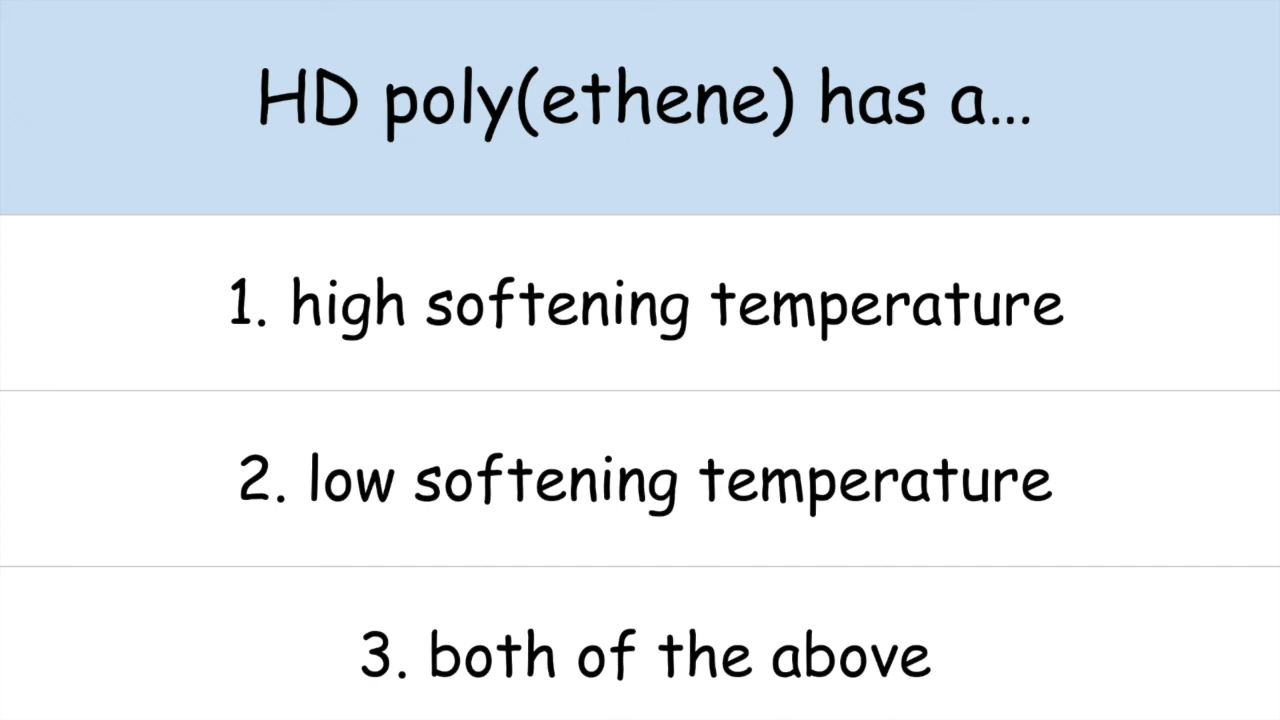 HD poly(ethene) has a...
1. high softening temperature
2. low softening temperature
3. both of the above